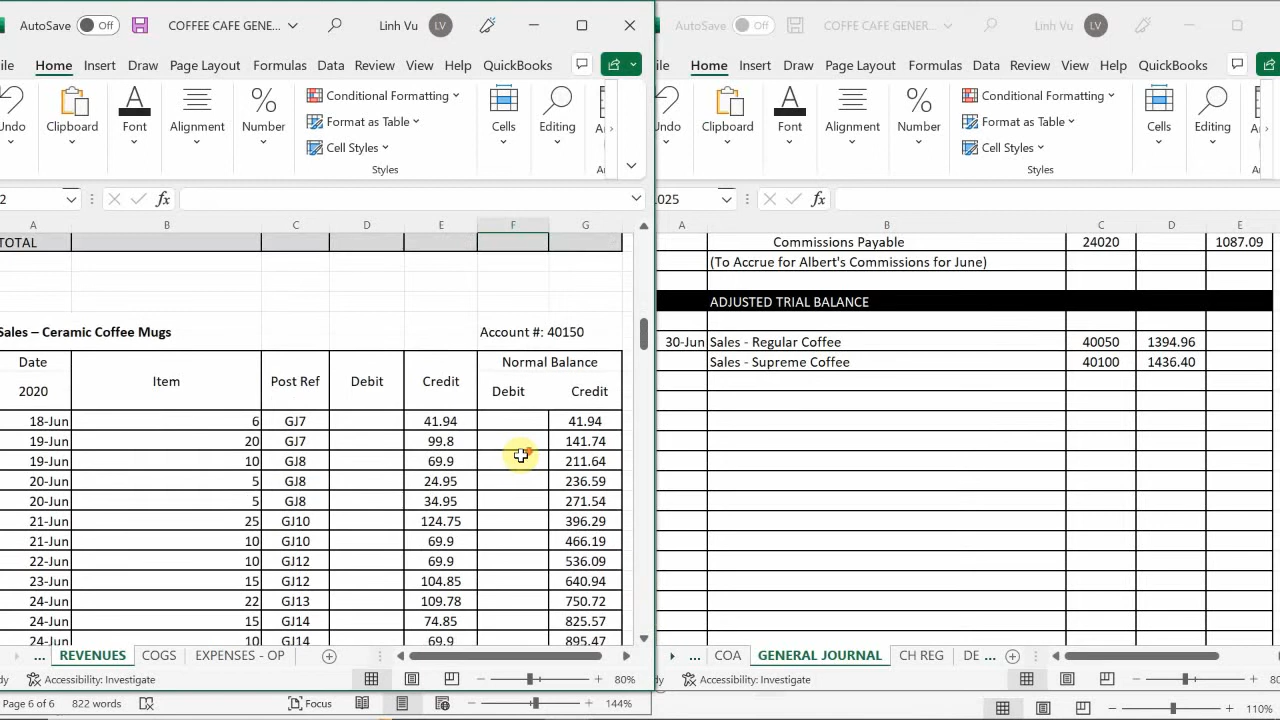 AutoSave Off COFFEE CAFE GENER... Linh Vu LV
Home Insert Draw Page Layout Formulas Data Review View Help QuickBooks
Undo Clipboard Font Alignment Number Conditional Formatting Format as Table Cell Styles Styles Cells Editing
fx
A B C D E F G
TOTAL
Sales – Ceramic Coffee Mugs Account #: 40150
Date Item Post Ref Debit Credit Normal Balance
2020 Debit Credit
18-Jun 6 GJ7 41.94 41.94
19-Jun 20 GJ7 99.8 141.74
19-Jun 10 GJ8 69.9 211.64
20-Jun 5 GJ8 24.95 236.59
20-Jun 5 GJ8 34.95 271.54
21-Jun 25 GJ10 124.75 396.29
21-Jun 10 GJ10 69.9 466.19
22-Jun 10 GJ12 69.9 536.09
23-Jun 15 GJ12 104.85 640.94
24-Jun 22 GJ13 109.78 750.72
24-Jun 15 GJ14 74.85 825.57
24-Jun 10 GJ14 69.9 895.47
... REVENUES COGS EXPENSES - OP
Accessibility: Investigate 80%
Page 6 of 6 822 words Focus 144%
AutoSave Off COFFE CAFE GENER... Linh Vu LV
Home Insert Draw Page Layout Formulas Data Review View Help QuickBooks
Undo Clipboard Font Alignment Number Conditional Formatting Format as Table Cell Styles Styles Cells Editing
fx
A B C D E
Commissions Payable 24020 1087.09
(To Accrue for Albert's Commissions for June)
ADJUSTED TRIAL BALANCE
30-Jun Sales - Regular Coffee 40050 1394.96
Sales - Supreme Coffee 40100 1436.40
... COA GENERAL JOURNAL CH REG DE ...
Accessibility: Investigate
110%